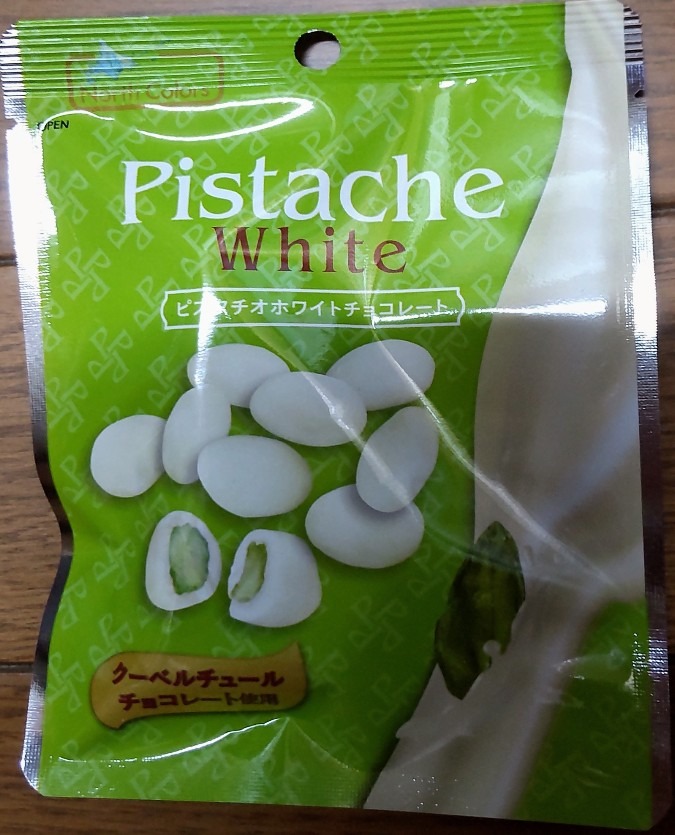 North Colors
OPEN
Pistache
White
ピスタチオホワイトチョコレート
クーベルチュール
チョコレート使用